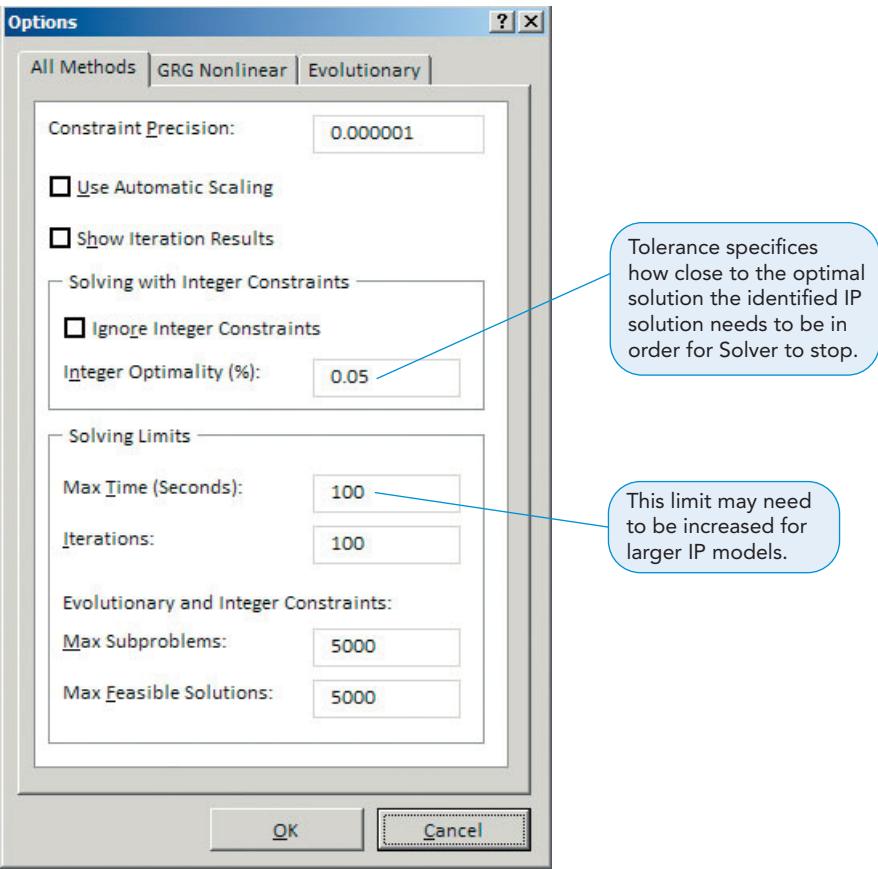 Options
All Methods GRG Nonlinear Evolutionary
Constraint Precision: 0.000001
Use Automatic Scaling
Show Iteration Results
Solving with Integer Constraints
Ignore Integer Constraints
Integer Optimality (%): 0.05
Solving Limits
Max Time (Seconds): 100
Iterations: 100
Evolutionary and Integer Constraints:
Max Subproblems: 5000
Max Feasible Solutions: 5000
OK Cancel
Tolerance specifices
how close to the optimal
solution the identified IP
solution needs to be in
order for Solver to stop.
This limit may need
to be increased for
larger IP models.